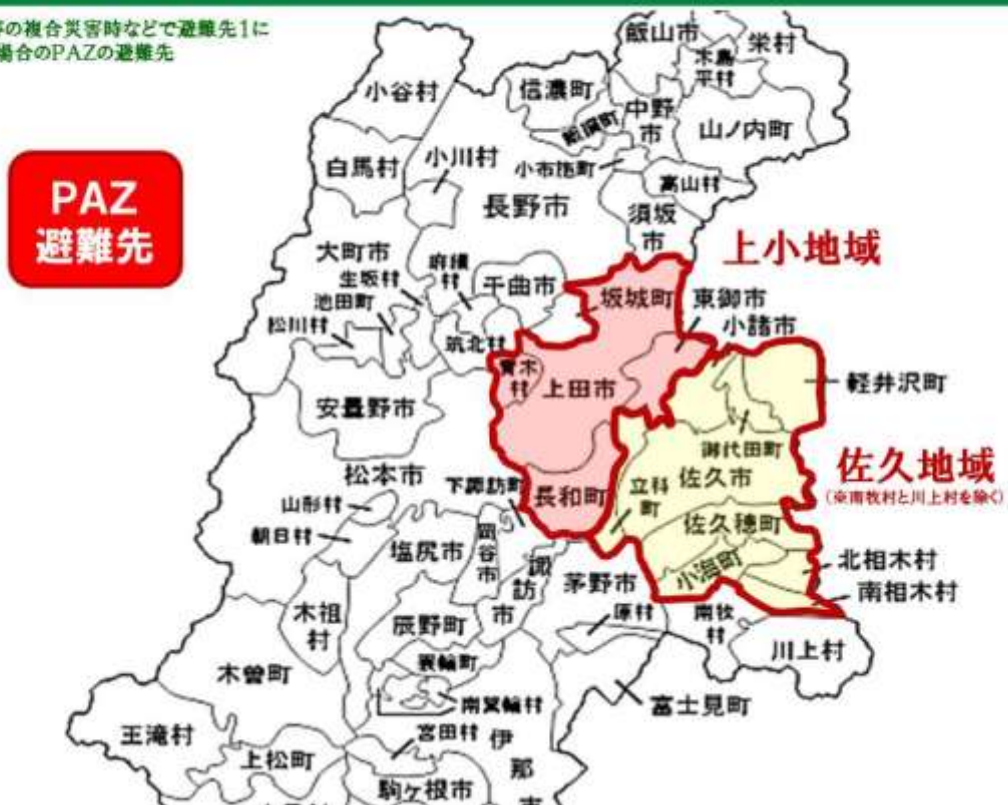 の複合災害時などで避難先1に
場合のPAZの避難先
PAZ
避難先
飯山市
栄村
木島
平村
小谷村
信濃町
中野
市
飯綱町
山ノ内町
白馬村
小川村
小布施町
高山村
長野市
須坂
市
上小地域
大町市
麻績
村
生坂村
千曲市
池田町
坂城町
東御市
松川村
小諸市
筑北村
青木
村
上田市
軽井沢町
安曇野市
御代田町
佐久地域
(※南牧村と川上村を除く)
松本市
下諏訪町
長和町
立科
町
佐久市
山形村
佐久穂町
朝日村
塩尻市
岡谷
市
諏訪
市
茅野市
小海町
北相木村
南相木村
木祖
村
辰野町
原村
南牧
村
川上村
箕輪町
木曽町
南箕輪村
富士見町
王滝村
宮田村
伊
那
市
上松町
駒ヶ根市